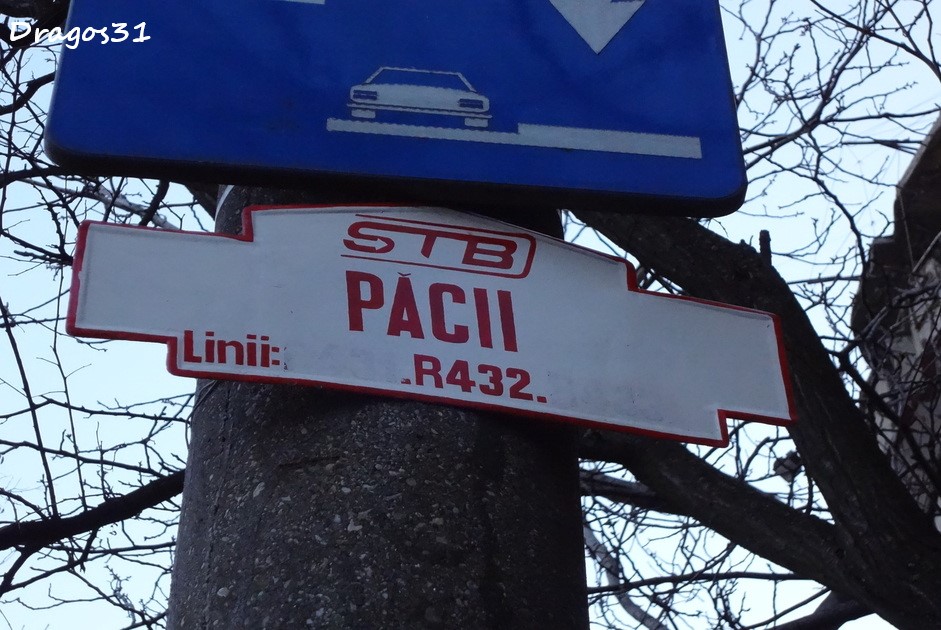 Dragos31
STB
PĂCII
Linii:
.R432.